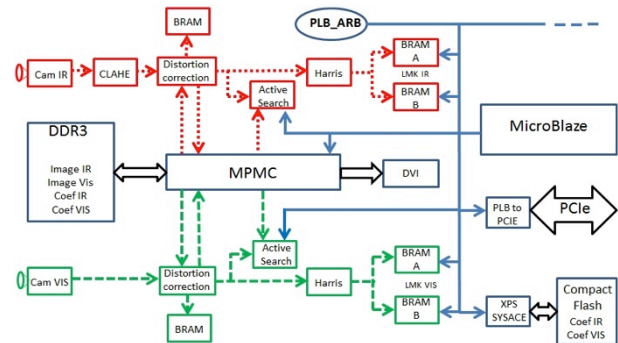 PLB_ARB
BRAM
Cam IR
CLAHE
Distortion
correction
Harris
BRAM
A
LMK IR
BRAM
B
Active
Search
MicroBlaze
DDR3
Image IR
Image Vis
Coef IR
Coef VIS
MPMC
DVI
PLB to
PCIE
PCIe
Active
Search
Cam VIS
Distortion
correction
Harris
BRAM
A
LMK VIS
BRAM
B
BRAM
XPS
SYSACE
Compact
Flash
Coef IR
Coef VIS